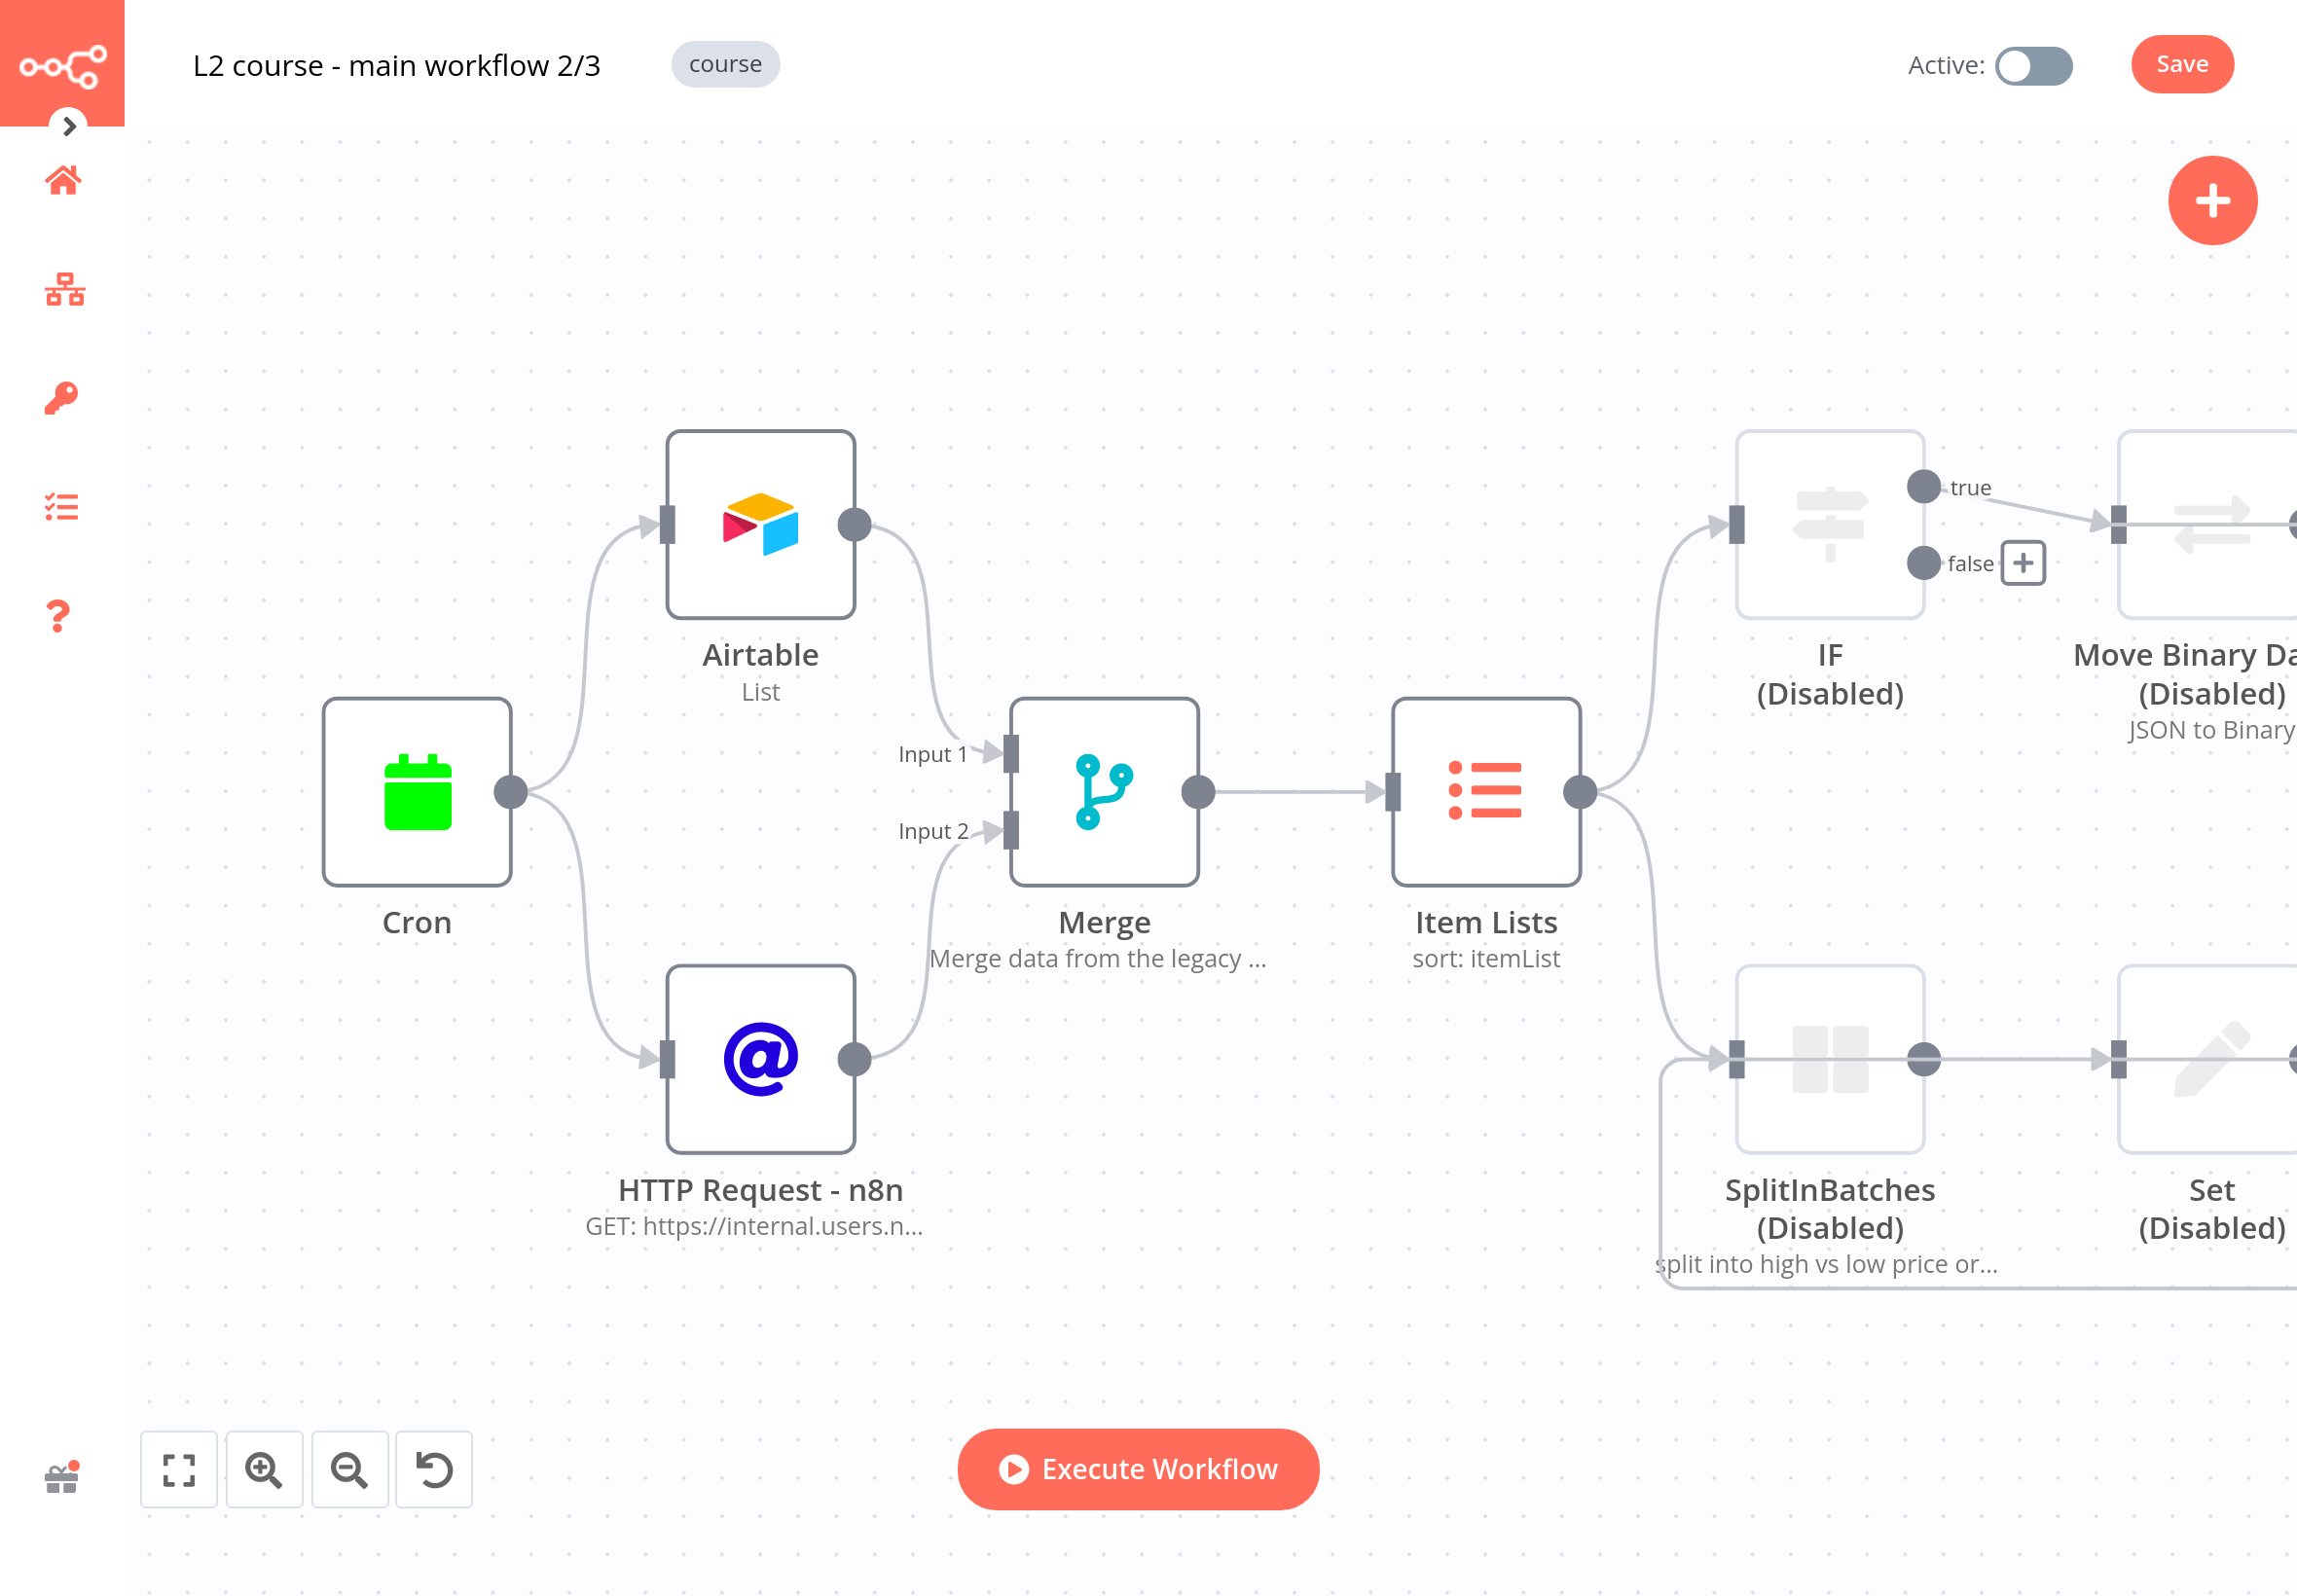 L2 course - main workflow 2/3
course
Active:
Save
true
false
Airtable
List
IF
(Disabled)
Move Binary Da
(Disabled)
JSON to Binary
Input 1
Input 2
Cron
Merge
Merge data from the legacy ...
Item Lists
sort: itemList
HTTP Request - n8n
GET: https://internal.users.n...
SplitInBatches
(Disabled)
split into high vs low price or...
Set
(Disabled)
Execute Workflow